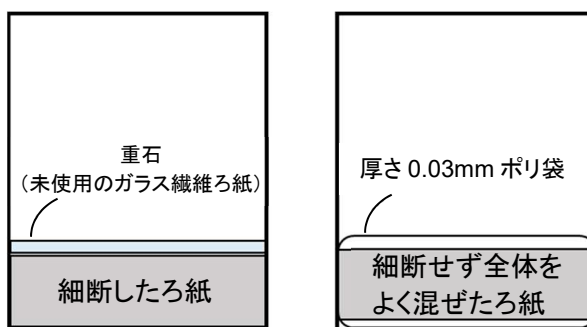 重石
(未使用のガラス繊維ろ紙)
細断したろ紙
厚さ 0.03mm ポリ袋
細断せず全体を
よく混ぜたろ紙